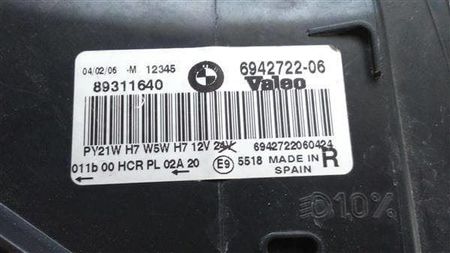 04/02/06 -M 12345
6942722-06
89311640
Valeo
PY21W H7 W5W H7 12V 24V 6942722060424
011b 00 HCR PL 02A 20 E9 5518 MADE IN SPAIN R
10%